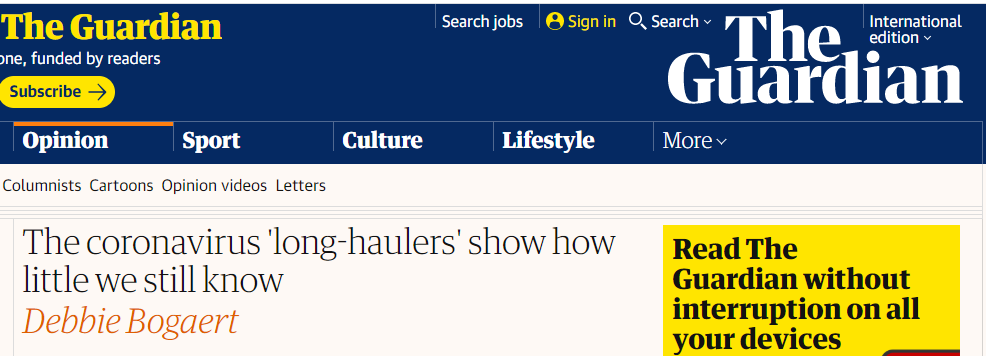 The Guardian
one, funded by readers
Subscribe
Search jobs
Sign in
Search
The
Guardian
International
edition
Opinion
Sport
Culture
Lifestyle
More
Columnists Cartoons Opinion videos Letters
The coronavirus 'long-haulers' show how
little we still know
Debbie Bogaert
Read The
Guardian without
interruption on all
your devices